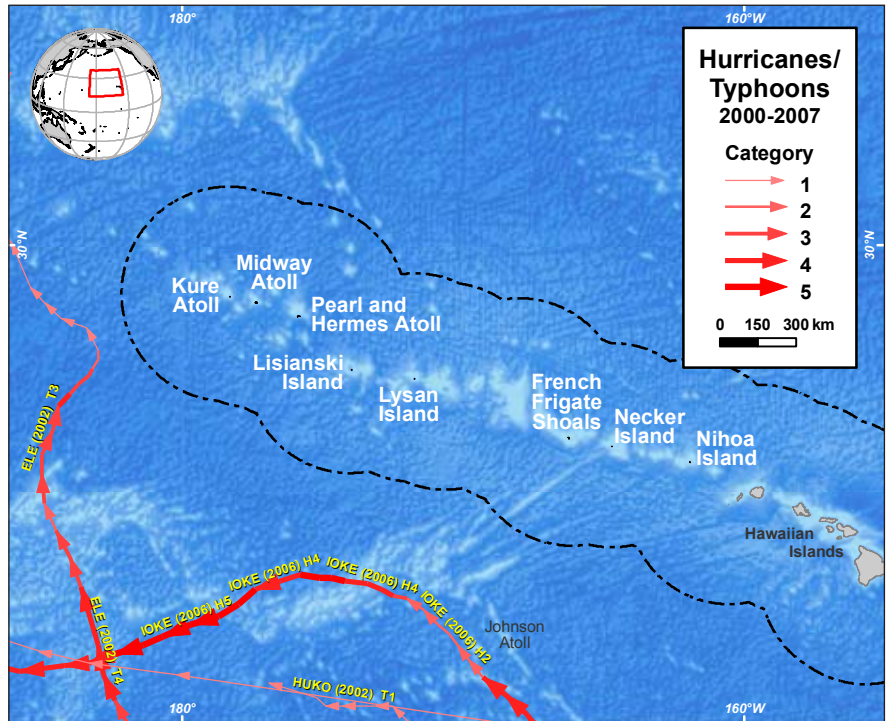 180°
160°W
Hurricanes/
Typhoons
2000-2007
Category
1
2
3
4
5
0 150 300 km
30°N
30°N
Kure
Atoll
Midway
Atoll
Pearl and
Hermes Atoll
Lisianski
Island
Lysan
Island
French
Frigate
Shoals
Necker
Island
Nihoa
Island
Hawaiian
Islands
Johnson
Atoll
ELE (2002) T3
ELE (2002) T4
IOKE (2006) H5
IOKE (2006) H4
IOKE (2006) H4
IOKE (2006) H2
HUKO (2002) T1
180°
160°W